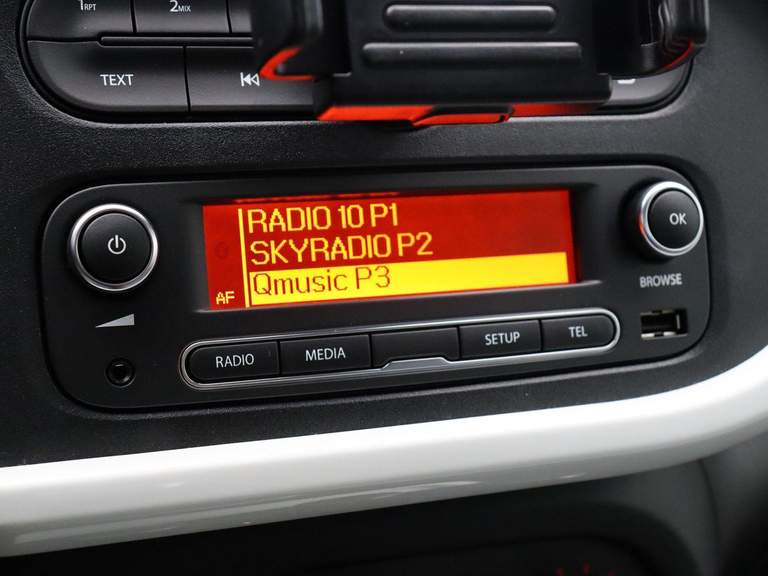 1RPT 2MIX
TEXT
RADIO 10 P1
SKYRADIO P2
Qmusic P3
AF
OK
BROWSE
RADIO MEDIA SETUP TEL